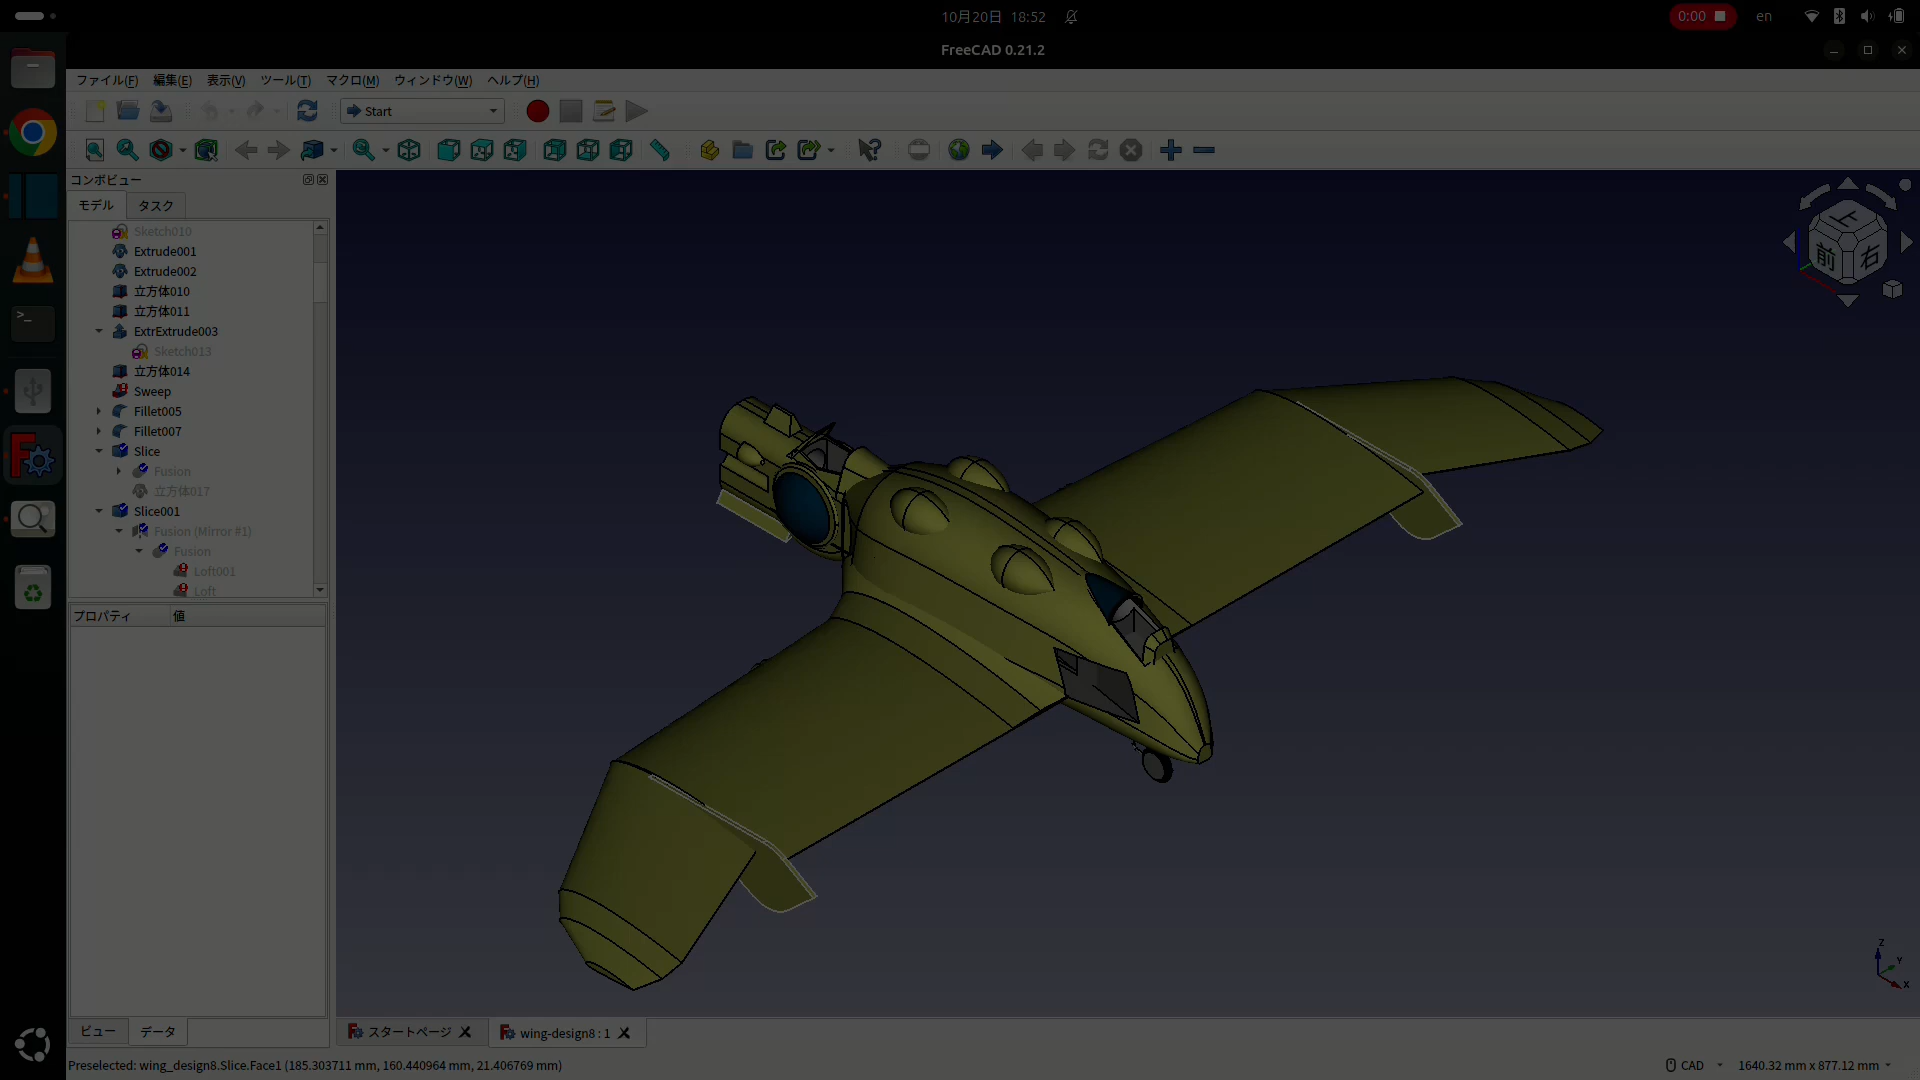 10月20日 18:52
0:00
en
FreeCAD 0.21.2
ファイル(F) 編集(E) 表示(V) ツール(T) マクロ(M) ウィンドウ(W) ヘルプ(H)
Start
コンボビュー
モデル タスク
Sketch010
Extrude001
Extrude002
立方体010
立方体011
ExtrExtrude003
Sketch013
立方体014
Sweep
Fillet005
Fillet007
Slice
Fusion
立方体017
Slice001
Fusion (Mirror #1)
Fusion
Loft001
Loft
プロパティ 値
上
前 右
Z
Y
X
ビュー データ
スタートページ
wing-design8 : 1
Preselected: wing_design8.Slice.Face1 (185.303711 mm, 160.440964 mm, 21.406769 mm)
CAD
1640.32 mm x 877.12 mm